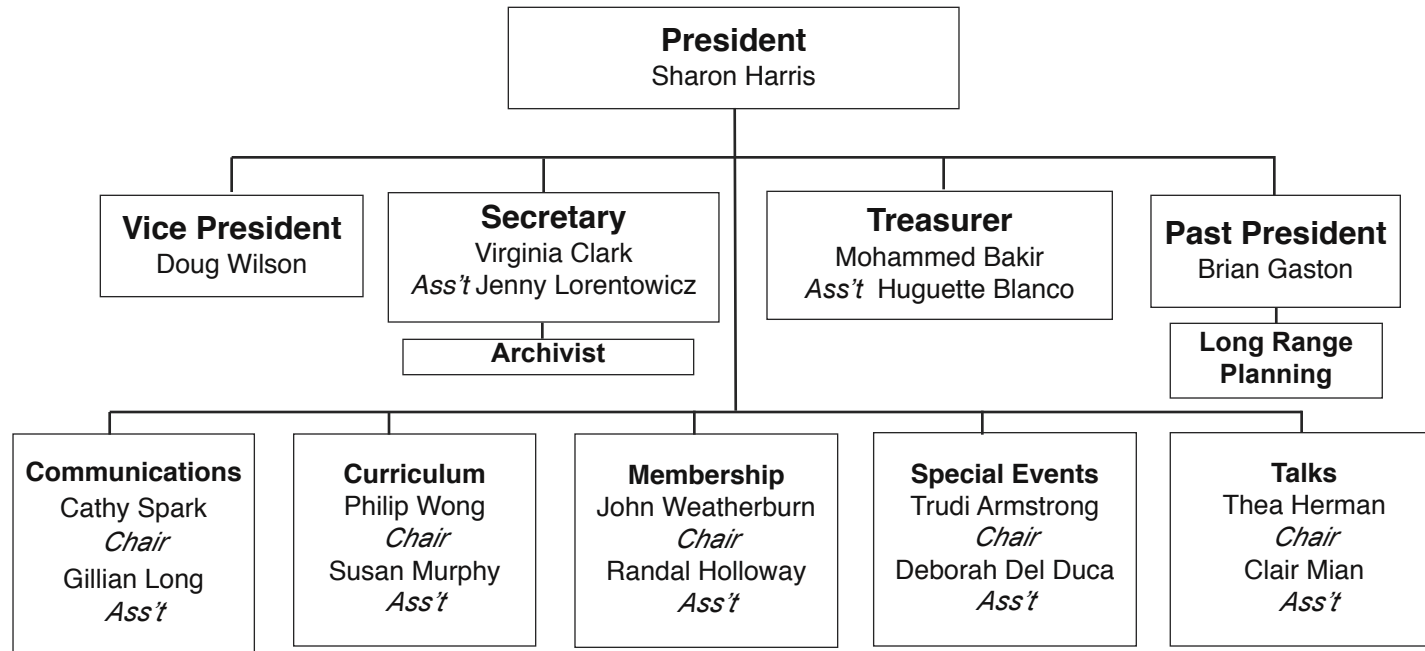 President
Sharon Harris
Vice President
Doug Wilson
Secretary
Virginia Clark
Ass’t Jenny Lorentowicz
Archivist
Treasurer
Mohammed Bakir
Ass’t Huguette Blanco
Past President
Brian Gaston
Long Range
Planning
Communications
Cathy Spark
Chair
Gillian Long
Ass’t
Curriculum
Philip Wong
Chair
Susan Murphy
Ass’t
Membership
John Weatherburn
Chair
Randal Holloway
Ass’t
Special Events
Trudi Armstrong
Chair
Deborah Del Duca
Ass’t
Talks
Thea Herman
Chair
Clair Mian
Ass’t